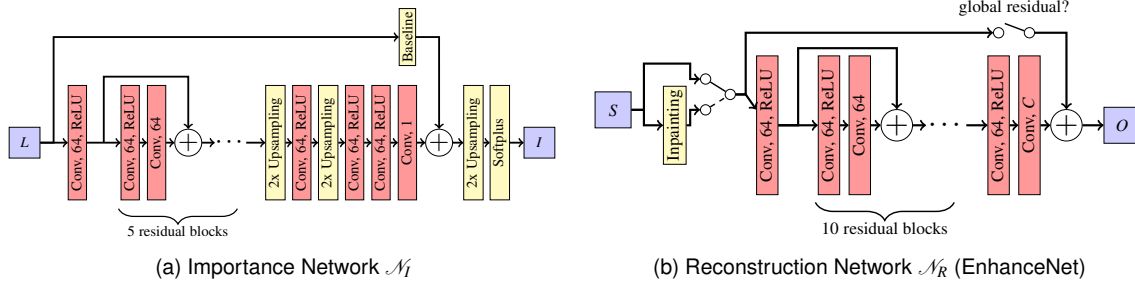 L
Conv, 64, ReLU
Conv, 64, ReLU
Conv, 64
+
· · ·
5 residual blocks
2x Upsampling
Conv, 64, ReLU
2x Upsampling
Conv, 64, ReLU
Conv, 64, ReLU
Conv, 1
Baseline
+
2x Upsampling
Softplus
I
(a) Importance Network 𝒩_I
S
Inpainting
Conv, 64, ReLU
Conv, 64, ReLU
Conv, 64
+
· · ·
10 residual blocks
global residual?
Conv, 64, ReLU
Conv, C
+
O
(b) Reconstruction Network 𝒩_R (EnhanceNet)